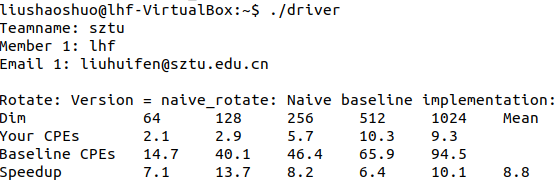 liushaoshuo@lhf-VirtualBox:~$ ./driver
Teamname: sztu
Member 1: lhf
Email 1: liuhuifen@sztu.edu.cn

Rotate: Version = naive_rotate: Naive baseline implementation:
Dim 64 128 256 512 1024 Mean
Your CPEs 2.1 2.9 5.7 10.3 9.3
Baseline CPEs 14.7 40.1 46.4 65.9 94.5
Speedup 7.1 13.7 8.2 6.4 10.1 8.8